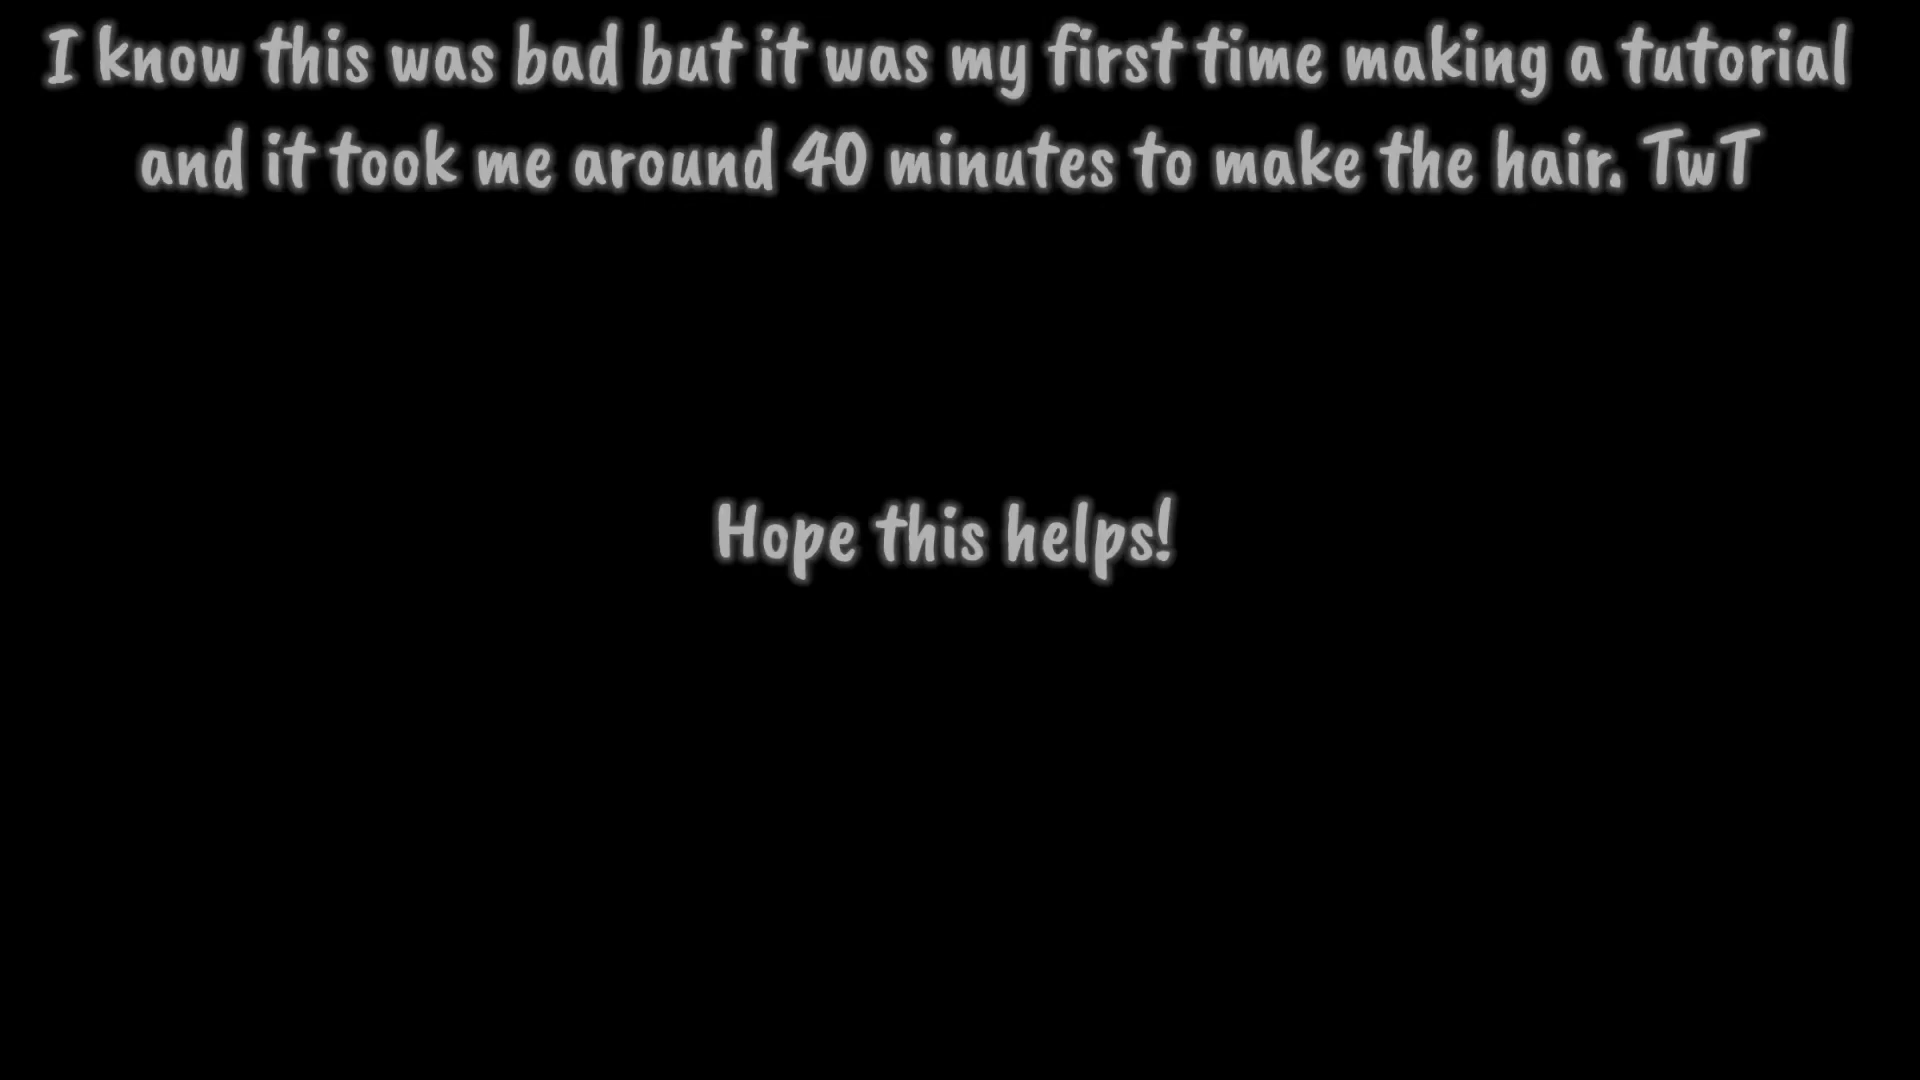 I know this was bad but it was my first time making a tutorial
and it took me around 40 minutes to make the hair. TwT
Hope this helps!